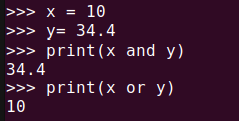 >>> x = 10
>>> y= 34.4
>>> print(x and y)
34.4
>>> print(x or y)
10